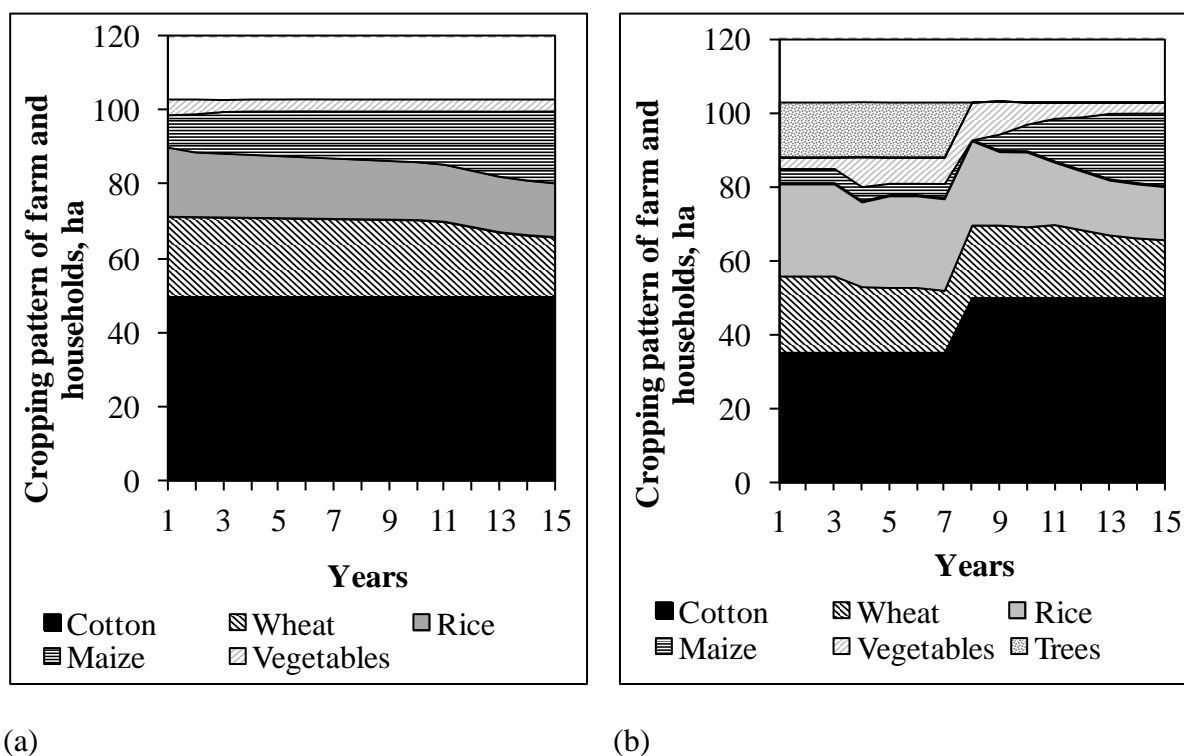 Cropping pattern of farm and
households, ha
120
100
80
60
40
20
0
1 3 5 7 9 11 13 15
Years
Cotton Wheat Rice
Maize Vegetables
(a)
Cropping pattern of farm and
households, ha
120
100
80
60
40
20
0
1 3 5 7 9 11 13 15
Years
Cotton Wheat Rice
Maize Vegetables Trees
(b)